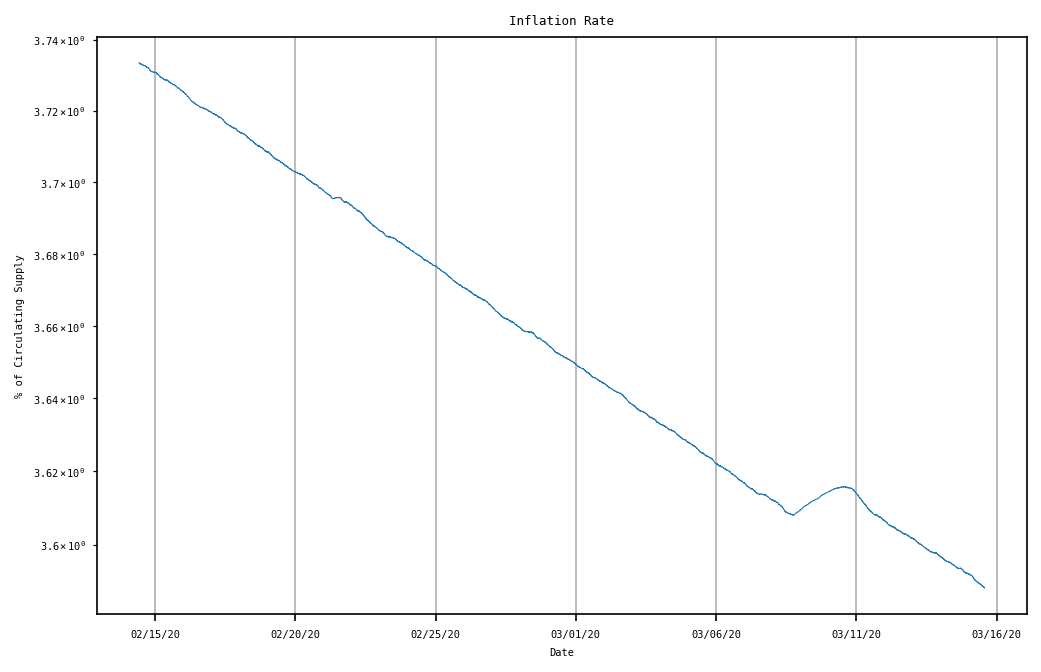 Inflation Rate
3.74×10⁰
3.72×10⁰
3.7×10⁰
3.68×10⁰
3.66×10⁰
3.64×10⁰
3.62×10⁰
3.6×10⁰
% of Circulating Supply
02/15/20 02/20/20 02/25/20 03/01/20 03/06/20 03/11/20 03/16/20
Date